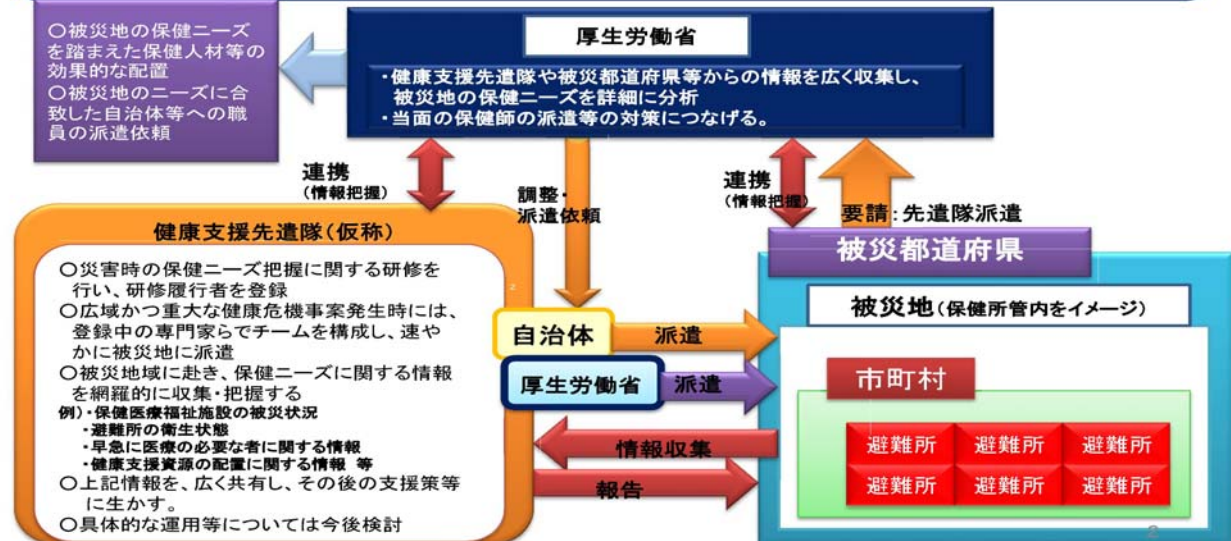 〇被災地の保健ニーズ
を踏まえた保健人材等の
効果的な配置
〇被災地のニーズに合
致した自治体等への職
員の派遣依頼
厚生労働省
・健康支援先遣隊や被災都道府県等からの情報を広く収集し、
被災地の保健ニーズを詳細に分析
・当面の保健師の派遣等の対策につなげる。
連携
(情報把握)
調整・
派遣依頼
連携
(情報把握)
要請:先遣隊派遣
健康支援先遣隊(仮称)
〇災害時の保健ニーズ把握に関する研修を
行い、研修履行者を登録
〇広域かつ重大な健康危機事案発生時には、
登録中の専門家らでチームを構成し、速や
かに被災地に派遣
〇被災地域に赴き、保健ニーズに関する情報
を網羅的に収集・把握する
例)・保健医療福祉施設の被災状況
・避難所の衛生状態
・早急に医療の必要な者に関する情報
・健康支援資源の配置に関する情報 等
〇上記情報を、広く共有し、その後の支援策等
に生かす。
〇具体的な運用等については今後検討
2
自治体
派遣
厚生労働省
派遣
情報収集
報告
被災都道府県
被災地(保健所管内をイメージ)
市町村
避難所 避難所 避難所
避難所 避難所 避難所
2